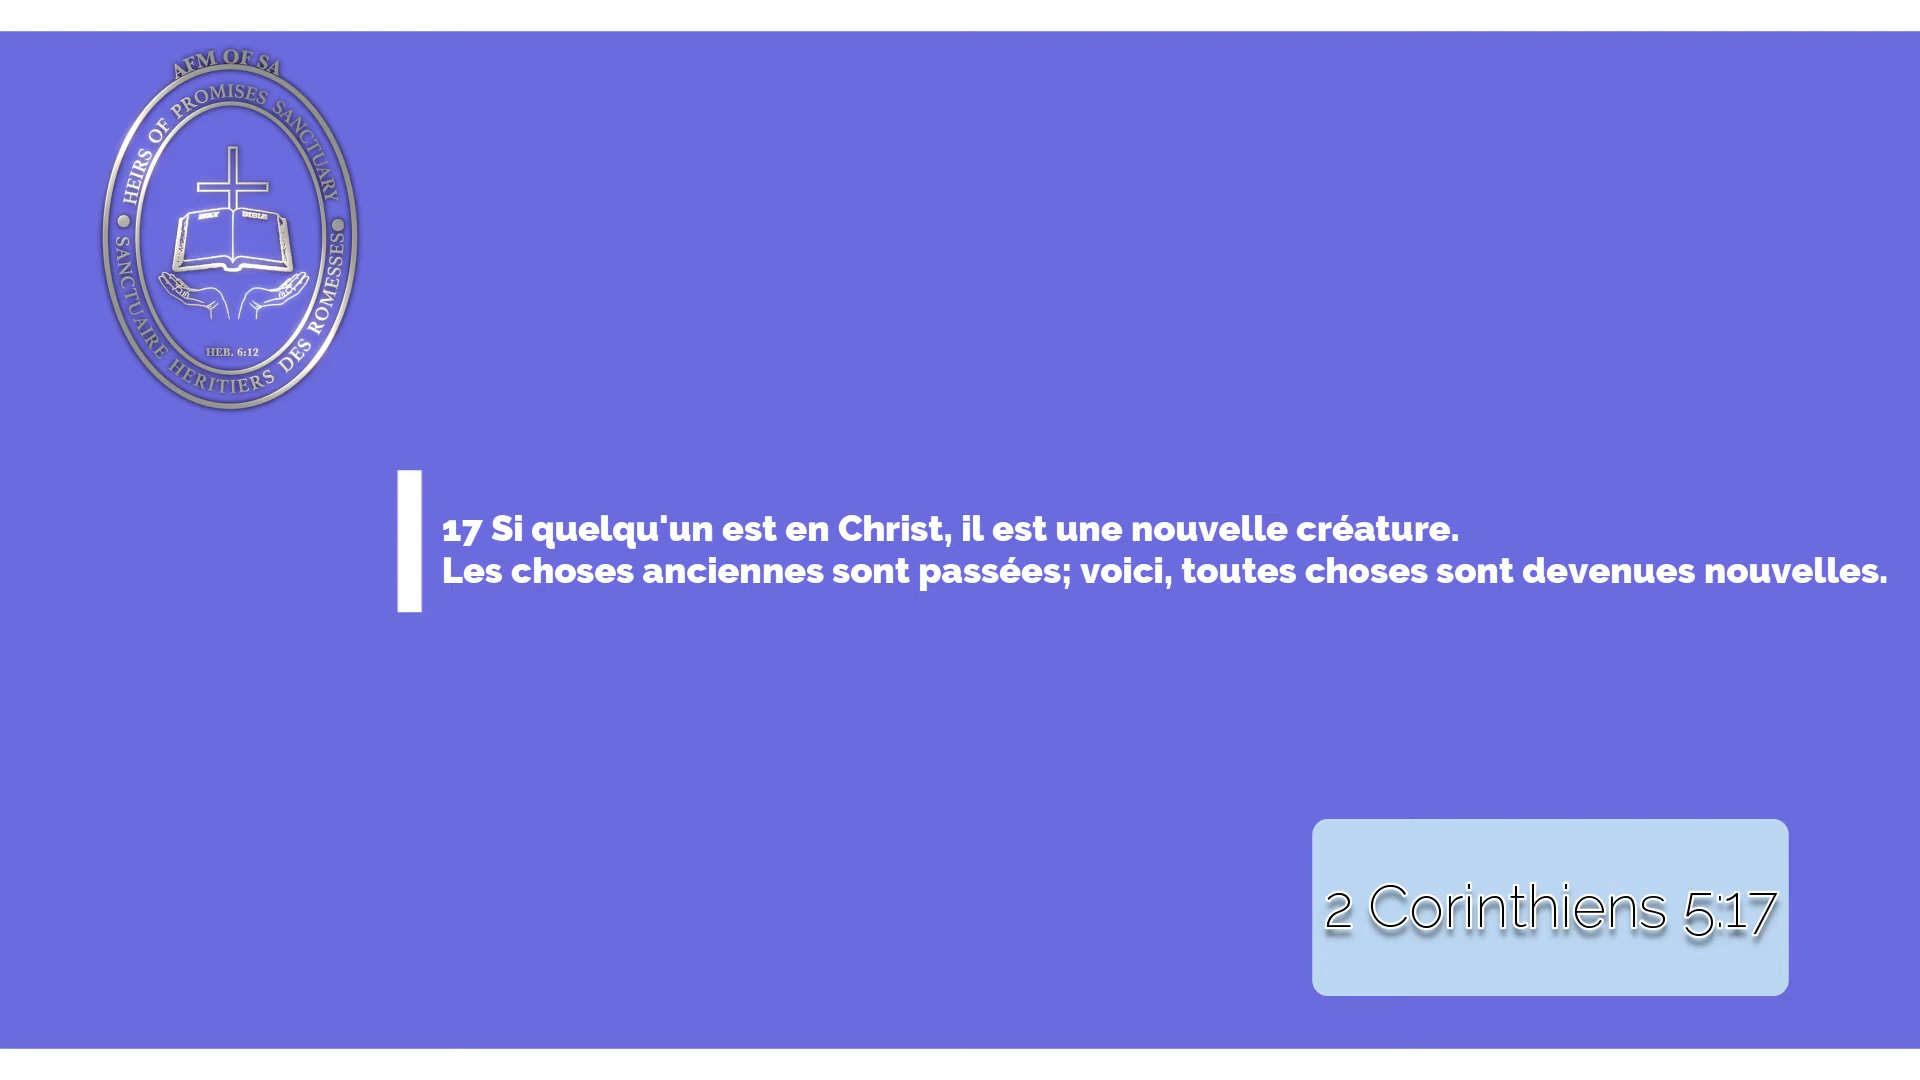 AFM OF SA
HEIRS OF PROMISES SANCTUARY
HOLY BIBLE
HEB. 6:12
SANCTUAIRE HERITIERS DES ROMESSES
17 Si quelqu'un est en Christ, il est une nouvelle créature.
Les choses anciennes sont passées; voici, toutes choses sont devenues nouvelles.
2 Corinthiens 5:17